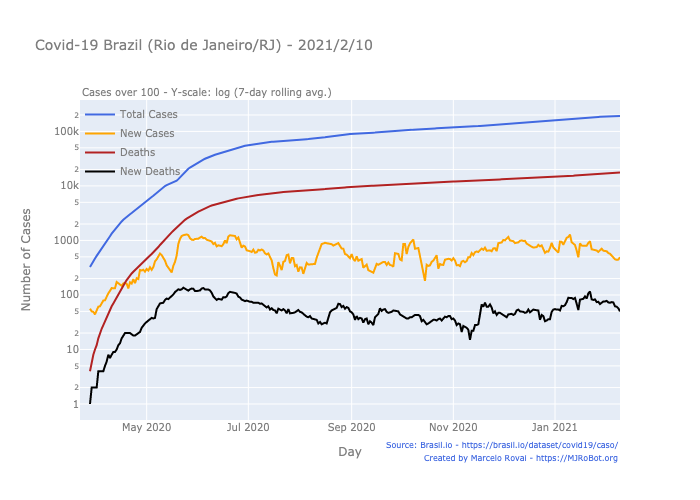 Covid-19 Brazil (Rio de Janeiro/RJ) - 2021/2/10
Cases over 100 - Y-scale: log (7-day rolling avg.)
Total Cases
New Cases
Deaths
New Deaths
Number of Cases
2
100k
5
2
10k
5
2
1000
5
2
100
5
2
10
5
2
1
May 2020
Jul 2020
Sep 2020
Nov 2020
Jan 2021
Day
Source: Brasil.io - https://brasil.io/dataset/covid19/caso/
Created by Marcelo Rovai - https://MJRoBot.org